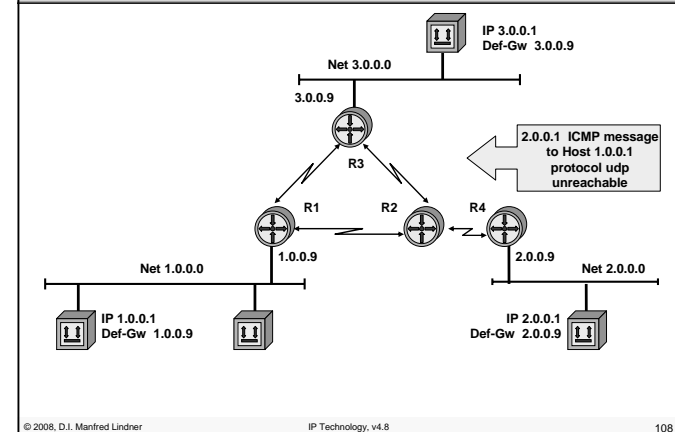 IP 3.0.0.1
Def-Gw 3.0.0.9
Net 3.0.0.0
3.0.0.9
R3
2.0.0.1 ICMP message
to Host 1.0.0.1
protocol udp
unreachable
R1
R2
R4
1.0.0.9
2.0.0.9
Net 1.0.0.0
Net 2.0.0.0
IP 1.0.0.1
Def-Gw 1.0.0.9
IP 2.0.0.1
Def-Gw 2.0.0.9
© 2008, D.I. Manfred Lindner
IP Technology, v4.8
108